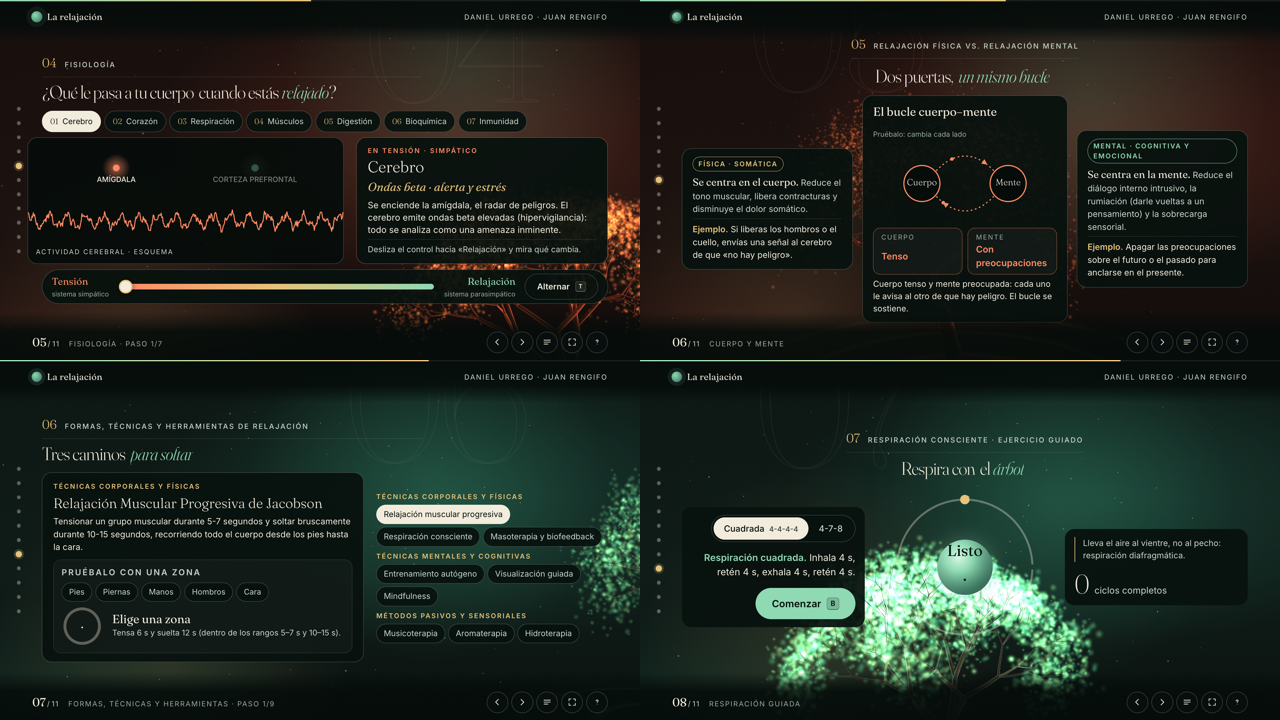 La relajación
DANIEL URREGO · JUAN RENGIFO
04 FISIOLOGÍA
04
¿Qué le pasa a tu cuerpo cuando estás relajado?
01 Cerebro
02 Corazón
03 Respiración
04 Músculos
05 Digestión
06 Bioquímica
07 Inmunidad
AMÍGDALA
CORTEZA PREFRONTAL
ACTIVIDAD CEREBRAL · ESQUEMA
EN TENSIÓN · SIMPÁTICO
Cerebro
Ondas beta · alerta y estrés
Se enciende la amígdala, el radar de peligros. El
cerebro emite ondas beta elevadas (hipervigilancia):
todo se analiza como una amenaza inminente.
Desliza el control hacia «Relajación» y mira qué cambia.
Tensión
sistema simpático
Relajación
sistema parasimpático
Alternar T
05/11 FISIOLOGÍA · PASO 1/7
?
La relajación
DANIEL URREGO · JUAN RENGIFO
05 RELAJACIÓN FÍSICA VS. RELAJACIÓN MENTAL
Dos puertas, un mismo bucle
FÍSICA · SOMÁTICA
Se centra en el cuerpo. Reduce el
tono muscular, libera contracturas y
disminuye el dolor somático.
Ejemplo. Si liberas los hombros o el
cuello, envías una señal al cerebro
de que «no hay peligro».
El bucle cuerpo–mente
Pruébalo: cambia cada lado
Cuerpo
Mente
CUERPO
Tenso
MENTE
Con
preocupaciones
Cuerpo tenso y mente preocupada: cada uno
le avisa al otro de que hay peligro. El bucle se
sostiene.
MENTAL · COGNITIVA Y
EMOCIONAL
Se centra en la mente. Reduce el
diálogo interno intrusivo, la
rumiación (darle vueltas a un
pensamiento) y la sobrecarga
sensorial.
Ejemplo. Apagar las preocupaciones
sobre el futuro o el pasado para
anclarse en el presente.
06/11 CUERPO Y MENTE
?
La relajación
DANIEL URREGO · JUAN RENGIFO
06 FORMAS, TÉCNICAS Y HERRAMIENTAS DE RELAJACIÓN
06
Tres caminos para soltar
TÉCNICAS CORPORALES Y FÍSICAS
Relajación Muscular Progresiva de Jacobson
Tensionar un grupo muscular durante 5-7 segundos y soltar bruscamente
durante 10-15 segundos, recorriendo todo el cuerpo desde los pies hasta
la cara.
PRUÉBALO CON UNA ZONA
Pies
Piernas
Manos
Hombros
Cara
Elige una zona
Tensa 6 s y suelta 12 s (dentro de los rangos 5–7 s y 10–15 s).
TÉCNICAS CORPORALES Y FÍSICAS
Relajación muscular progresiva
Respiración consciente
Masoterapia y biofeedback
TÉCNICAS MENTALES Y COGNITIVAS
Entrenamiento autógeno
Visualización guiada
Mindfulness
MÉTODOS PASIVOS Y SENSORIALES
Musicoterapia
Aromaterapia
Hidroterapia
07/11 FORMAS, TÉCNICAS Y HERRAMIENTAS · PASO 1/9
?
La relajación
DANIEL URREGO · JUAN RENGIFO
07 RESPIRACIÓN CONSCIENTE · EJERCICIO GUIADO
Respira con el árbol
Cuadrada 4-4-4-4
4-7-8
Respiración cuadrada. Inhala 4 s,
retén 4 s, exhala 4 s, retén 4 s.
Comenzar B
Listo
Lleva el aire al vientre, no al pecho:
respiración diafragmática.
0 ciclos completos
08/11 RESPIRACIÓN GUIADA
?